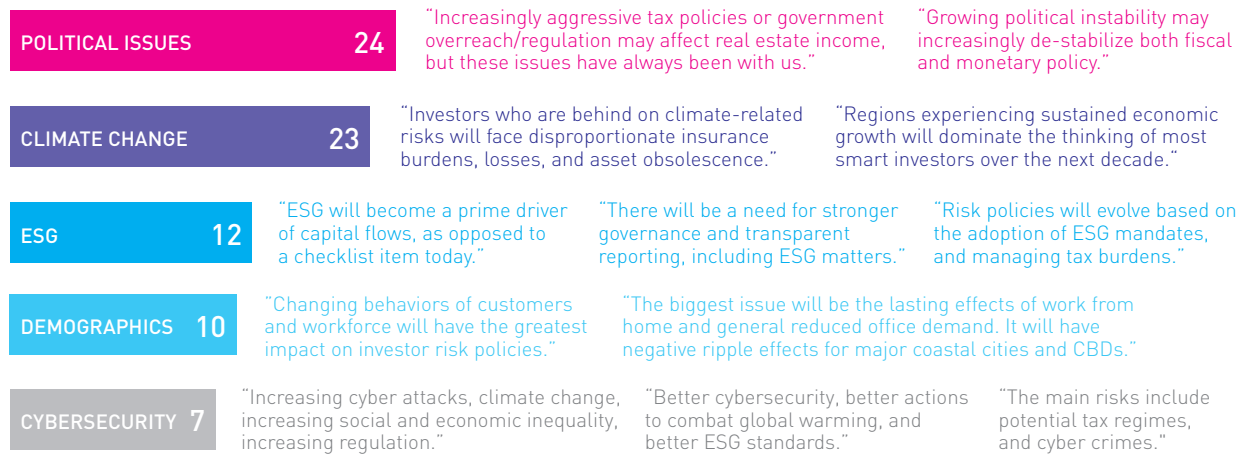 POLITICAL ISSUES 24
“Increasingly aggressive tax policies or government
overreach/regulation may affect real estate income,
but these issues have always been with us.”
“Growing political instability may
increasingly de-stabilize both fiscal
and monetary policy.”
CLIMATE CHANGE 23
“Investors who are behind on climate-related
risks will face disproportionate insurance
burdens, losses, and asset obsolescence.”
“Regions experiencing sustained economic
growth will dominate the thinking of most
smart investors over the next decade.”
ESG 12
“ESG will become a prime driver
of capital flows, as opposed to
a checklist item today.”
“There will be a need for stronger
governance and transparent
reporting, including ESG matters.”
“Risk policies will evolve based on
the adoption of ESG mandates,
and managing tax burdens.”
DEMOGRAPHICS 10
“Changing behaviors of customers
and workforce will have the greatest
impact on investor risk policies.”
“The biggest issue will be the lasting effects of work from
home and general reduced office demand. It will have
negative ripple effects for major coastal cities and CBDs.”
CYBERSECURITY 7
“Increasing cyber attacks, climate change,
increasing social and economic inequality,
increasing regulation.”
“Better cybersecurity, better actions
to combat global warming, and
better ESG standards.”
“The main risks include
potential tax regimes,
and cyber crimes."